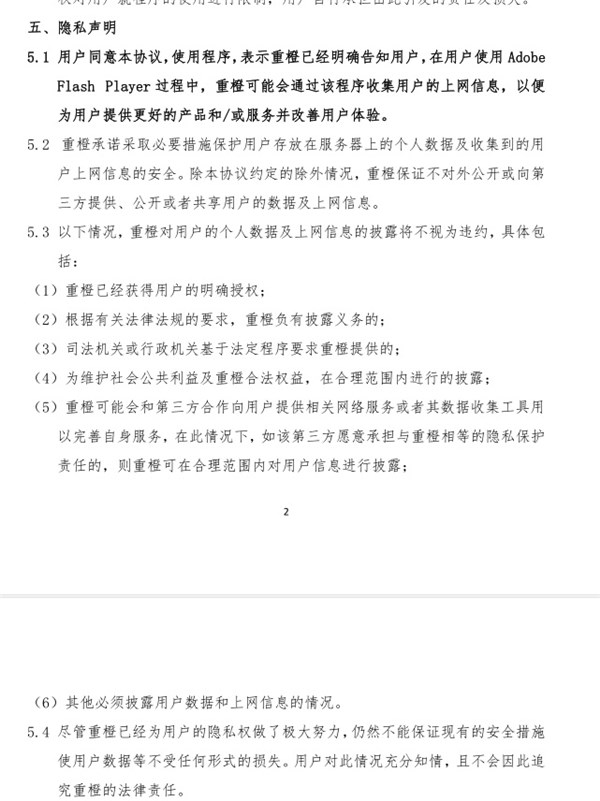 五、隐私声明
5.1 用户同意本协议，使用程序，表示重橙已经明确告知用户，在用户使用 Adobe
Flash Player 过程中，重橙可能会通过该程序收集用户的上网信息，以便
为用户提供更好的产品和/或服务并改善用户体验。
5.2 重橙承诺采取必要措施保护用户存放在服务器上的个人数据及收集到的用
户上网信息的安全。除本协议约定的除外情况，重橙保证不对外公开或向第
三方提供、公开或者共享用户的数据及上网信息。
5.3 以下情况，重橙对用户的个人数据及上网信息的披露将不视为违约，具体包
括：
（1）重橙已经获得用户的明确授权；
（2）根据有关法律法规的要求，重橙负有披露义务的；
（3）司法机关或行政机关基于法定程序要求重橙提供的；
（4）为维护社会公共利益及重橙合法权益，在合理范围内进行的披露；
（5）重橙可能会和第三方合作向用户提供相关网络服务或者其数据收集工具用
以完善自身服务，在此情况下，如该第三方愿意承担与重橙相等的隐私保护
责任的，则重橙可在合理范围内对用户信息进行披露；
2
（6）其他必须披露用户数据和上网信息的情况。
5.4 尽管重橙已经为用户的隐私权做了极大努力，仍然不能保证现有的安全措施
使用户数据等不受任何形式的损失。用户对此情况充分知情，且不会因此追
究重橙的法律责任。